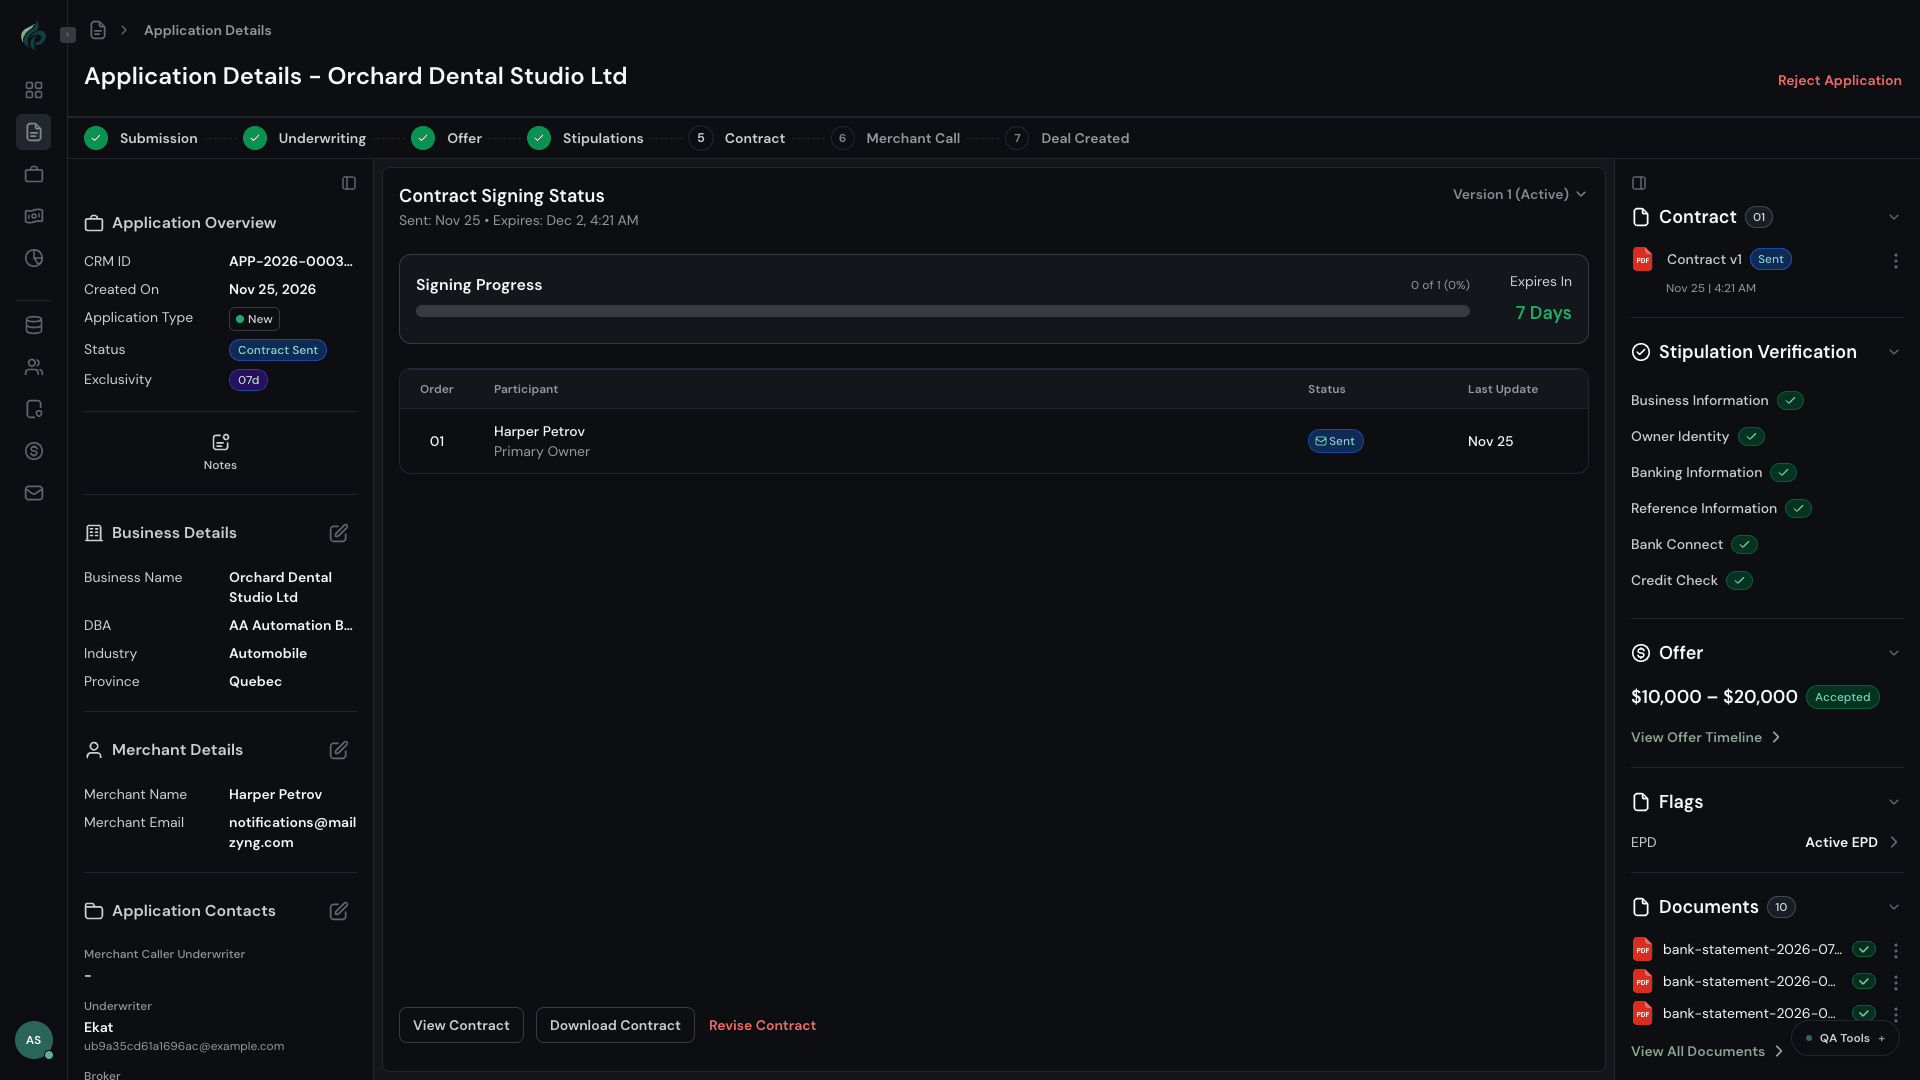 Application Details
Application Details – Orchard Dental Studio Ltd
Reject Application
Submission
Underwriting
Offer
Stipulations
5 Contract
6 Merchant Call
7 Deal Created
Application Overview
CRM ID APP-2026-0003...
Created On Nov 25, 2026
Application Type New
Status Contract Sent
Exclusivity 07d
Notes
Business Details
Business Name Orchard Dental
Studio Ltd
DBA AA Automation B...
Industry Automobile
Province Quebec
Merchant Details
Merchant Name Harper Petrov
Merchant Email notifications@mail
zyng.com
Application Contacts
Merchant Caller Underwriter
–
Underwriter
Ekat
ub9a35cd61a1696ac@example.com
Broker
AS
Contract Signing Status
Version 1 (Active)
Sent: Nov 25 • Expires: Dec 2, 4:21 AM
Signing Progress
0 of 1 (0%)
Expires In
7 Days
Order Participant Status Last Update
01 Harper Petrov Sent Nov 25
Primary Owner
View Contract
Download Contract
Revise Contract
Contract 01
PDF Contract v1 Sent
Nov 25 | 4:21 AM
Stipulation Verification
Business Information
Owner Identity
Banking Information
Reference Information
Bank Connect
Credit Check
Offer
$10,000 – $20,000 Accepted
View Offer Timeline
Flags
EPD Active EPD
Documents 10
PDF bank-statement-2026-07...
PDF bank-statement-2026-0...
PDF bank-statement-2026-0...
QA Tools +
View All Documents